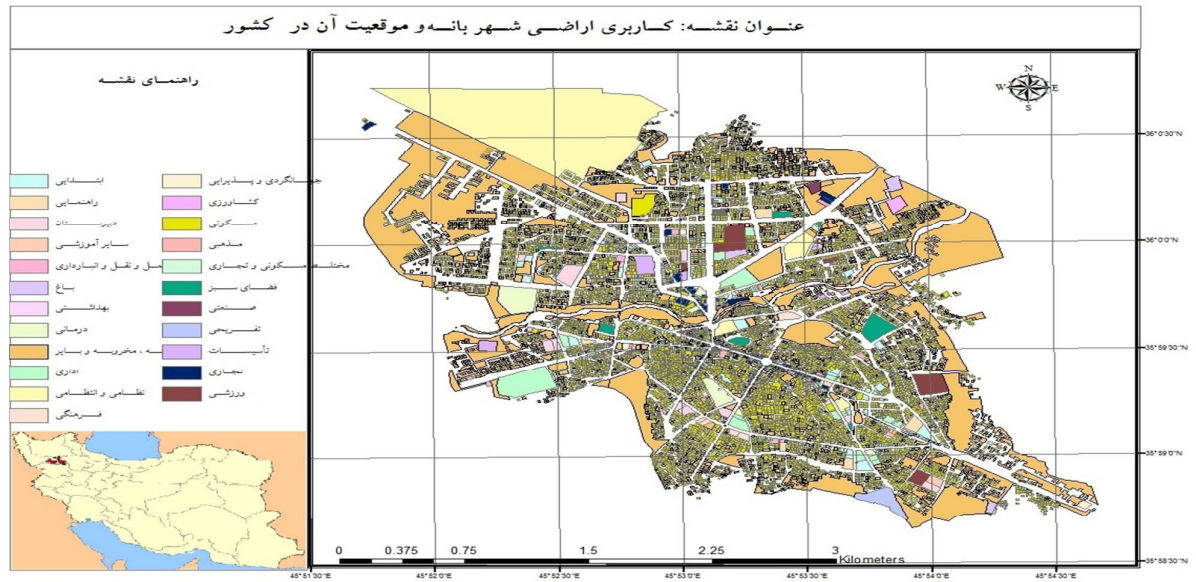 عنوان نقشه: کاربری اراضی شهر بانه و موقعیت آن در کشور
راهنمای نقشه
ابتدایی
راهنمایی
دبیرستان
سایر آموزشی
مل و نقل و انبارداری
باغ
بهداشتی
درمانی
ه ، مخروبه و بایر
اداری
نظامی و انتظامی
فرهنگی
جهانگردی و پذیرایی
کشاورزی
مسکونی
مذهبی
مختلط مسکونی و تجاری
فضای سبز
صنعتی
تفریحی
تأسیسات
تجاری
ورزشی
N
W E
S
36°0'30"N
36°0'0"N
35°59'30"N
35°59'0"N
35°58'30"N
0 0.375 0.75 1.5 2.25 3
Kilometers
45°51'30"E 45°52'0"E 45°52'30"E 45°53'0"E 45°53'30"E 45°54'0"E 45°54'30"E